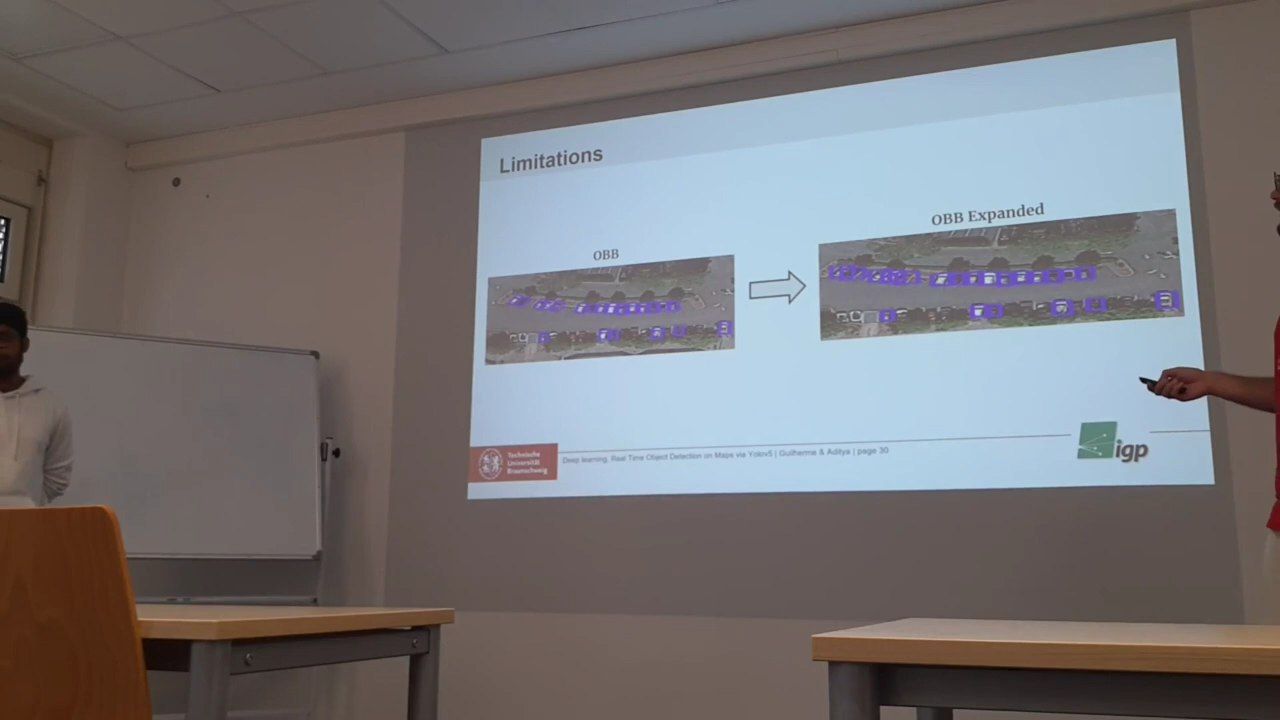 Limitations
OBB
OBB Expanded
Technische
Universität
Braunschweig
Deep learning: Real Time Object Detection on Maps via Yolov5 | Guilherme & Aditya | page 30
igp